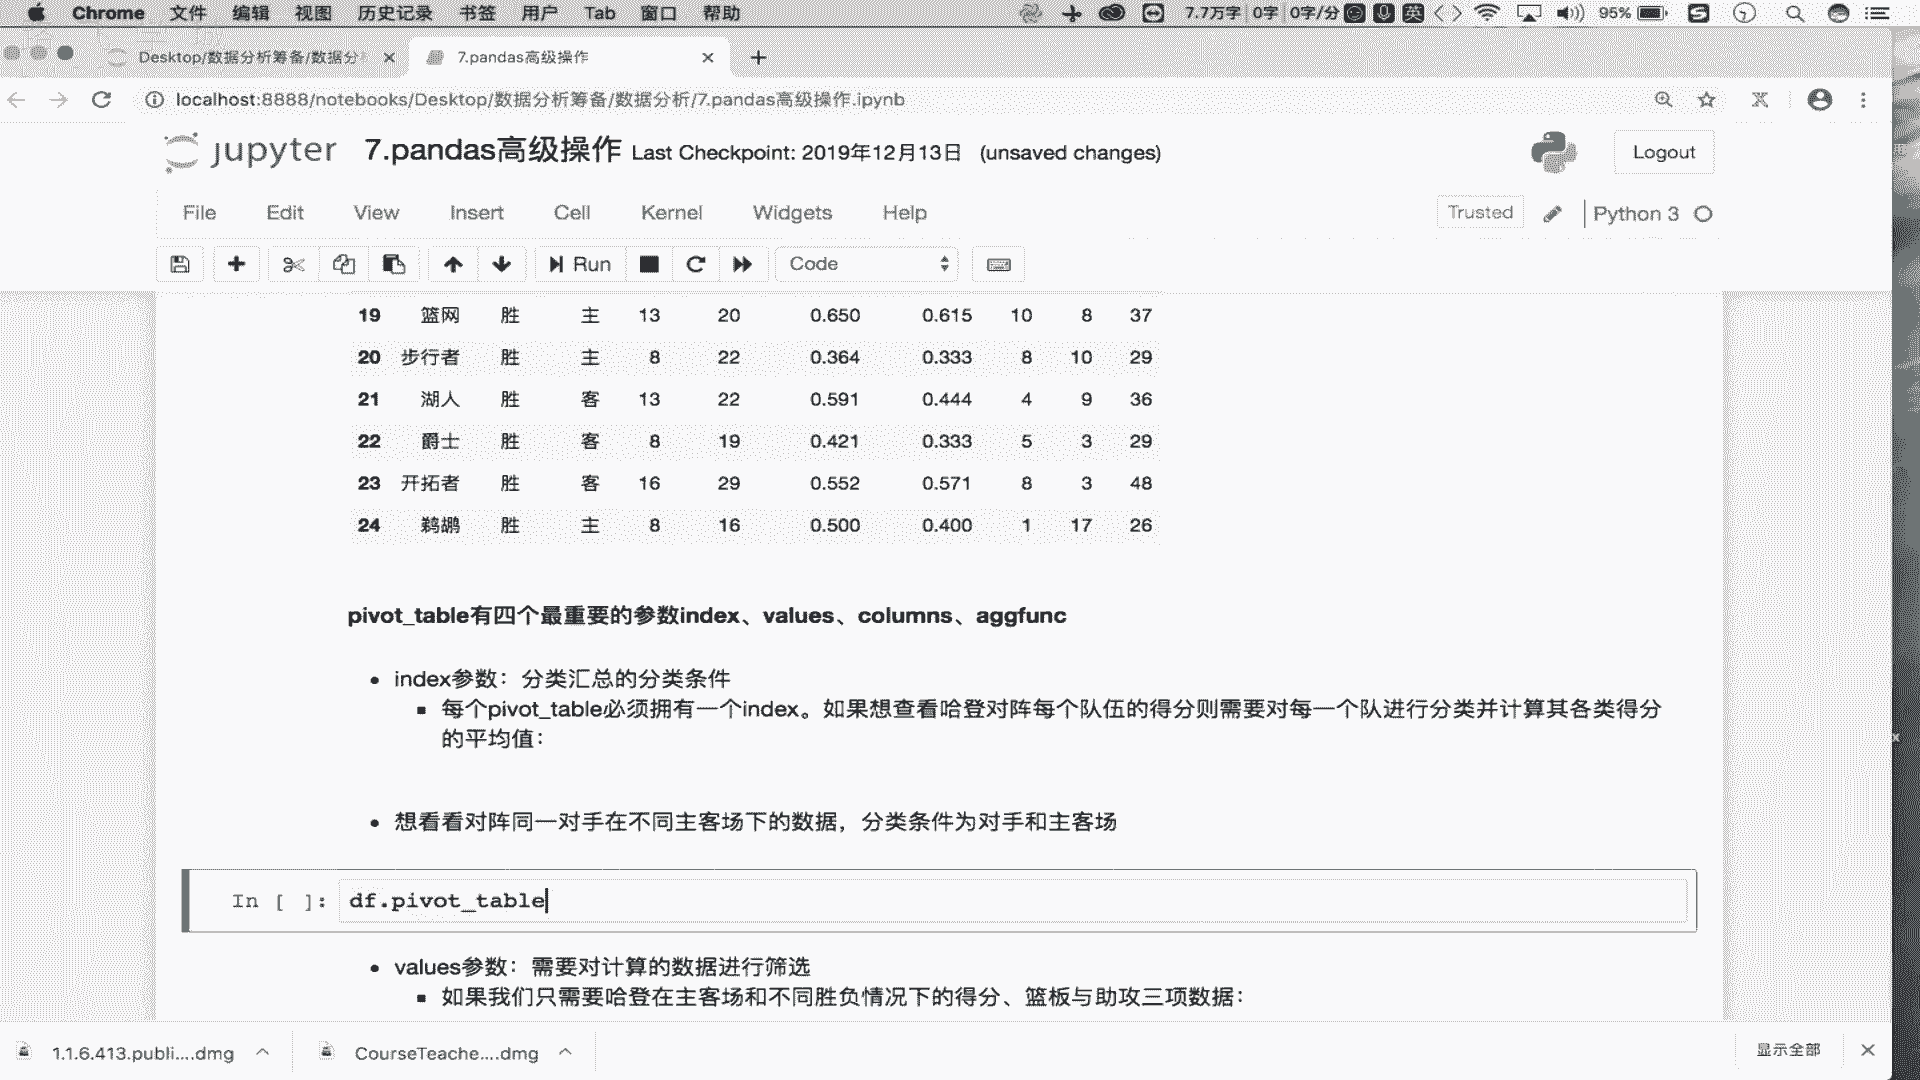 Chrome 文件 编辑 视图 历史记录 书签 用户 Tab 窗口 帮助 7.7万字 0字 0字/分 英 95%
Desktop/数据分析筹备/数据分 7.pandas高级操作
localhost:8888/notebooks/Desktop/数据分析筹备/数据分析/7.pandas高级操作.ipynb
jupyter 7.pandas高级操作 Last Checkpoint: 2019年12月13日 (unsaved changes) Logout
File Edit View Insert Cell Kernel Widgets Help Trusted Python 3
Run Code
19 篮网 胜 主 13 20 0.650 0.615 10 8 37
20 步行者 胜 主 8 22 0.364 0.333 8 10 29
21 湖人 胜 客 13 22 0.591 0.444 4 9 36
22 爵士 胜 客 8 19 0.421 0.333 5 3 29
23 开拓者 胜 客 16 29 0.552 0.571 8 3 48
24 鹈鹕 胜 主 8 16 0.500 0.400 1 17 26
pivot_table有四个最重要的参数index、values、columns、aggfunc
• index参数：分类汇总的分类条件
▪ 每个pivot_table必须拥有一个index。如果想查看哈登对阵每个队伍的得分则需要对每一个队进行分类并计算其各类得分
的平均值：
• 想看看对阵同一对手在不同主客场下的数据，分类条件为对手和主客场
In [ ]: df.pivot_table
• values参数：需要对计算的数据进行筛选
▪ 如果我们只需要哈登在主客场和不同胜负情况下的得分、篮板与助攻三项数据：
1.1.6.413.publi....dmg CourseTeache....dmg 显示全部